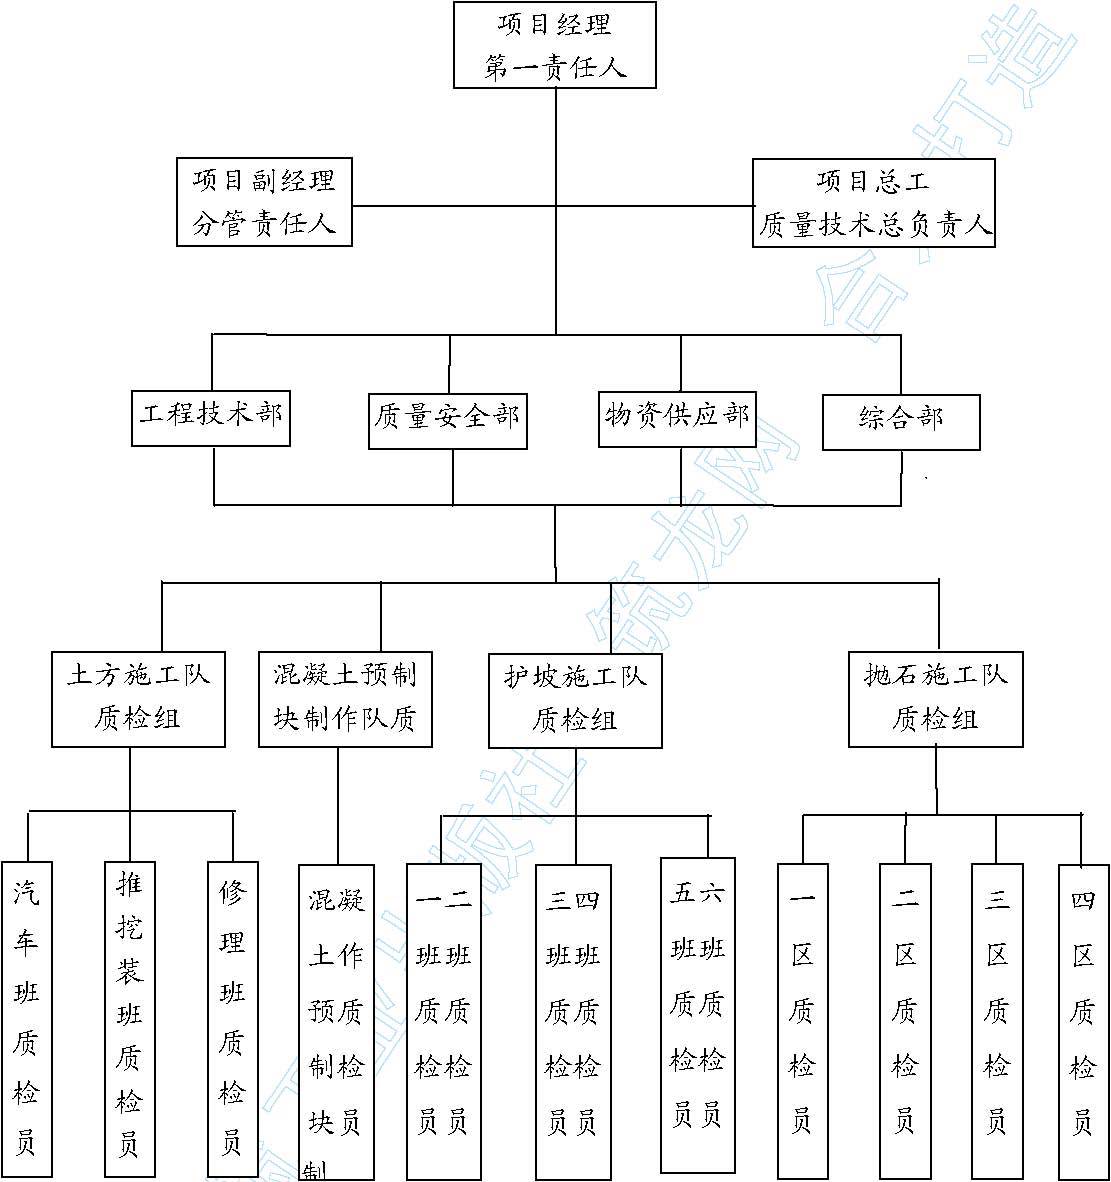 项目经理
第一责任人
项目副经理
分管责任人
项目总工
质量技术总负责人
工程技术部
质量安全部
物资供应部
综合部
土方施工队
质检组
混凝土预制
块制作队质
护坡施工队
质检组
抛石施工队
质检组
汽车班质检员
推挖装班质检员
修理班质检员
混凝土预制块制
凝作质检员
一班质检员
二班质检员
三班质检员
四班质检员
五班质检员
六班质检员
一区质检员
二区质检员
三区质检员
四区质检员
筑龙网
合力打造